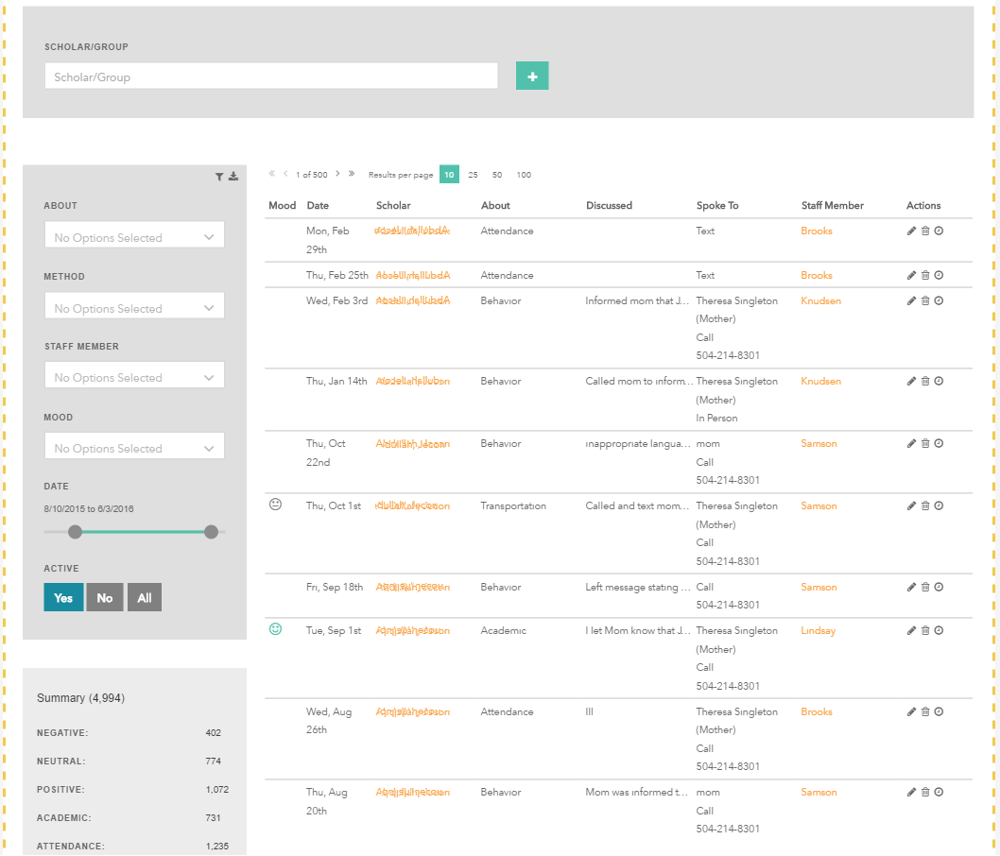 SCHOLAR/GROUP
Scholar/Group
+
1 of 500 Results per page 10 25 50 100
Mood Date Scholar About Discussed Spoke To Staff Member Actions
Mon, Feb 29th Attendance Text Brooks
Thu, Feb 25th Attendance Text Brooks
Wed, Feb 3rd Behavior Informed mom that J... Theresa Singleton (Mother) Call 504-214-8301 Knudsen
Thu, Jan 14th Behavior Called mom to inform... Theresa Singleton (Mother) In Person Knudsen
Thu, Oct 22nd Behavior inappropriate langua... mom Call 504-214-8301 Samson
Thu, Oct 1st Transportation Called and text mom... Theresa Singleton (Mother) Call 504-214-8301 Samson
Fri, Sep 18th Behavior Left message stating ... Call 504-214-8301 Samson
Tue, Sep 1st Academic I let Mom know that J... Theresa Singleton (Mother) Call 504-214-8301 Lindsay
Wed, Aug 26th Attendance III Theresa Singleton (Mother) Call 504-214-8301 Brooks
Thu, Aug 20th Behavior Mom was informed t... mom Call 504-214-8301 Samson
ABOUT
No Options Selected
METHOD
No Options Selected
STAFF MEMBER
No Options Selected
MOOD
No Options Selected
DATE
8/10/2015 to 6/3/2016
ACTIVE
Yes No All
Summary (4,994)
NEGATIVE: 402
NEUTRAL: 774
POSITIVE: 1,072
ACADEMIC: 731
ATTENDANCE: 1,235